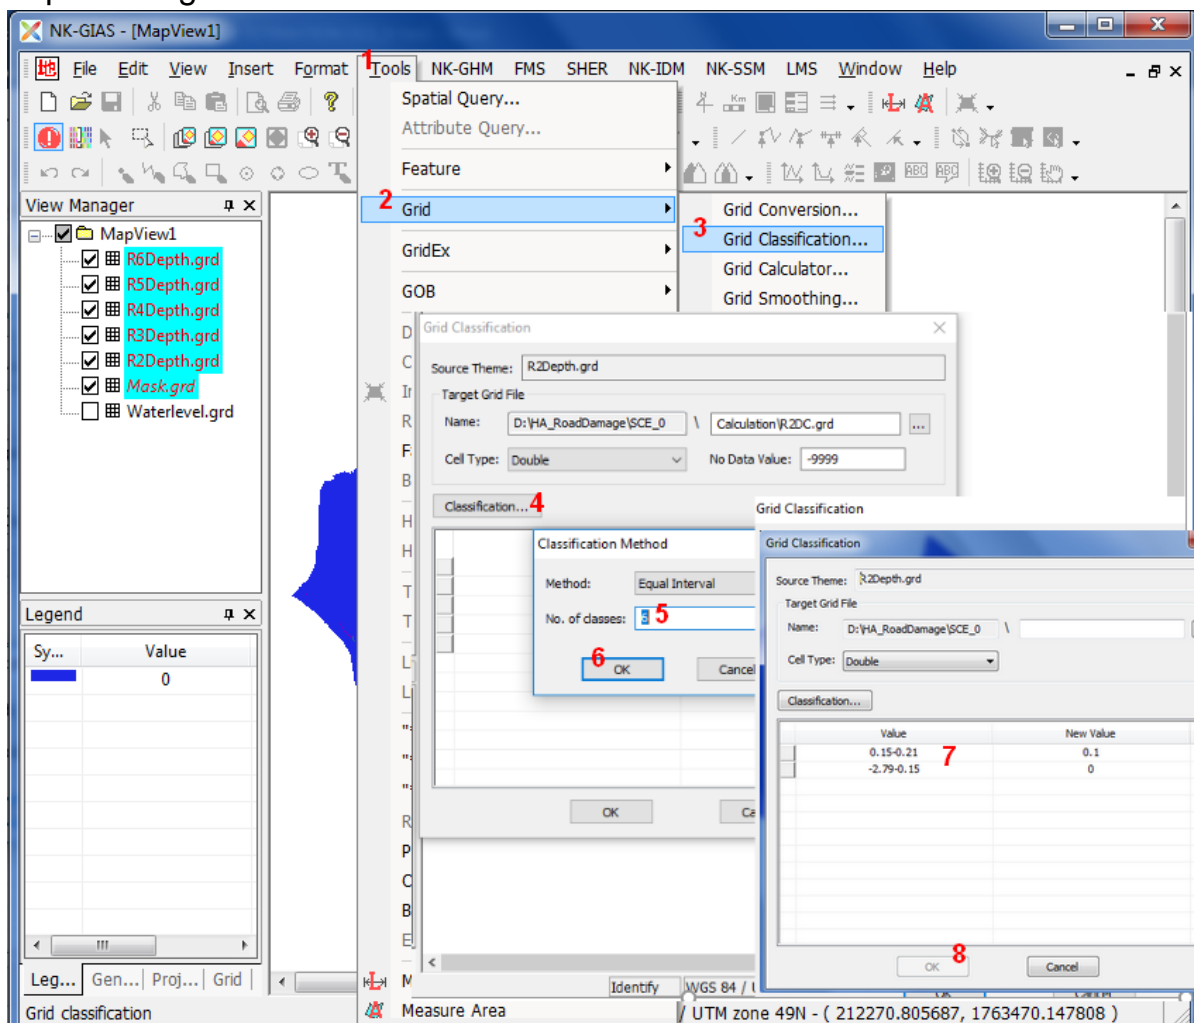 NK-GIAS - [MapView1]
1
File Edit View Insert Format Tools NK-GHM FMS SHER NK-IDM NK-SSM LMS Window Help
Spatial Query...
Attribute Query...
Feature
2 Grid
GridEx
GOB
Grid Conversion...
3 Grid Classification...
Grid Calculator...
Grid Smoothing...
View Manager
MapView1
R6Depth.grd
R5Depth.grd
R4Depth.grd
R3Depth.grd
R2Depth.grd
Mask.grd
Waterlevel.grd
Legend
Sy... Value
0
Leg... Gen... Proj... Grid
Grid classification
Grid Classification
Source Theme: R2Depth.grd
Target Grid File
Name: D:\HA_RoadDamage\SCE_0 \ Calculation\R2DC.grd ...
Cell Type: Double No Data Value: -9999
Classification... 4
Classification Method
Method: Equal Interval
No. of classes: 5
6 OK Cancel
OK Ca
Grid Classification
Grid Classification
Source Theme: R2Depth.grd
Target Grid File
Name: D:\HA_RoadDamage\SCE_0 \
Cell Type: Double
Classification...
Value New Value
0.15-0.21 7 0.1
-2.79-0.15 0
8
OK Cancel
Identify WGS 84 /
Measure Area
/ UTM zone 49N - ( 212270.805687, 1763470.147808 )